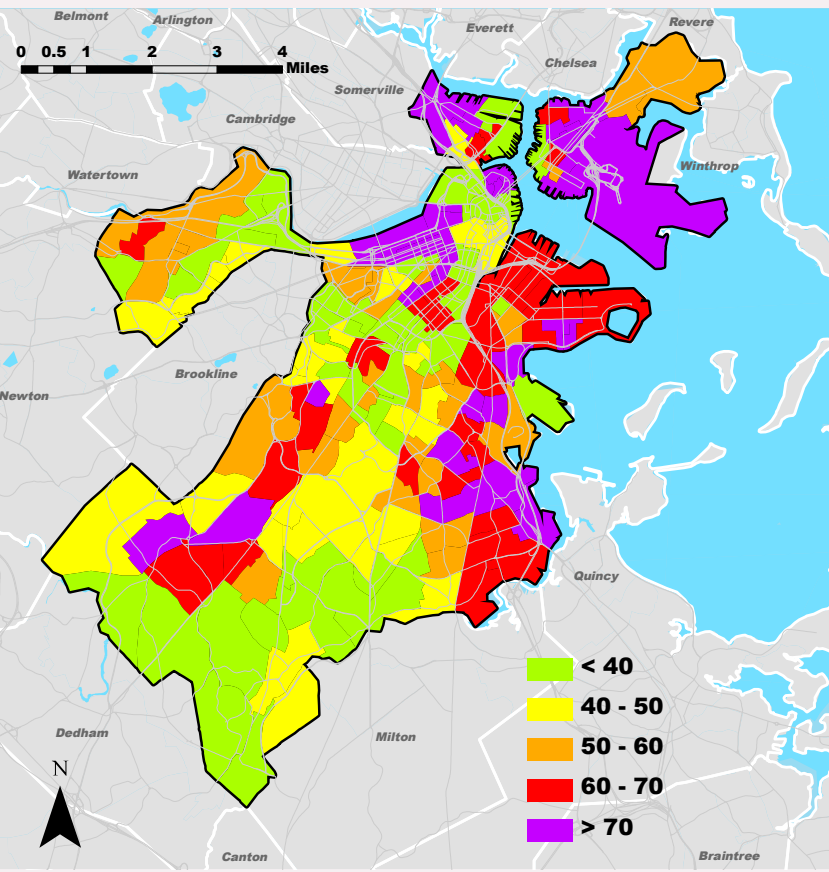 Belmont
Arlington
Everett
Revere
0 0.5 1 2 3 4
Miles
Chelsea
Somerville
Cambridge
Watertown
Winthrop
Brookline
Newton
Quincy
< 40
40 - 50
Dedham
Milton
50 - 60
N
60 - 70
> 70
Canton
Braintree